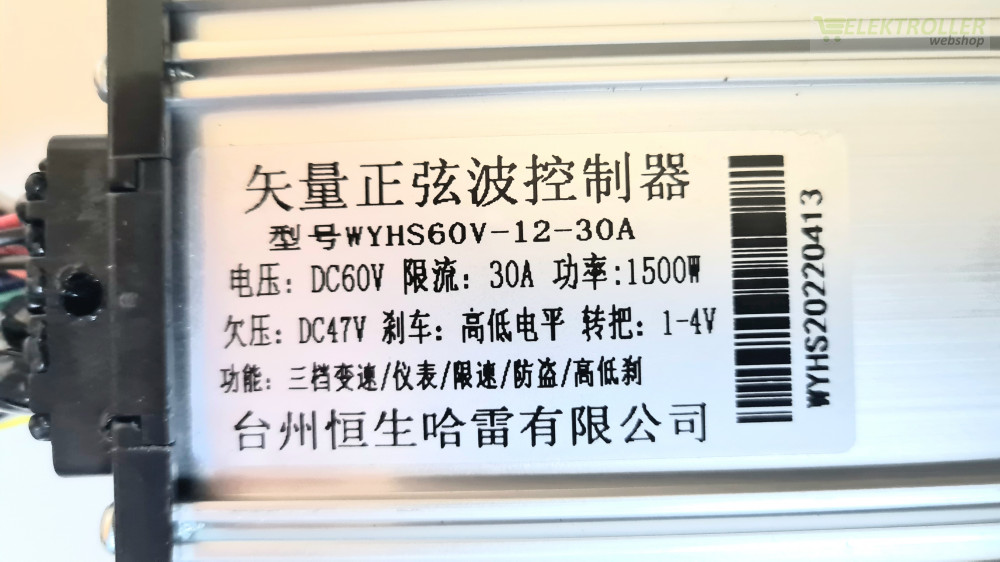 ELEKTROLLER
webshop
矢量正弦波控制器
型号WYHS60V-12-30A
电压: DC60V 限流: 30A 功率:1500W
欠压: DC47V 刹车: 高低电平 转把: 1-4V
功能: 三档变速/仪表/限速/防盗/高低刹
台州恒生哈雷有限公司
WYHS20220413